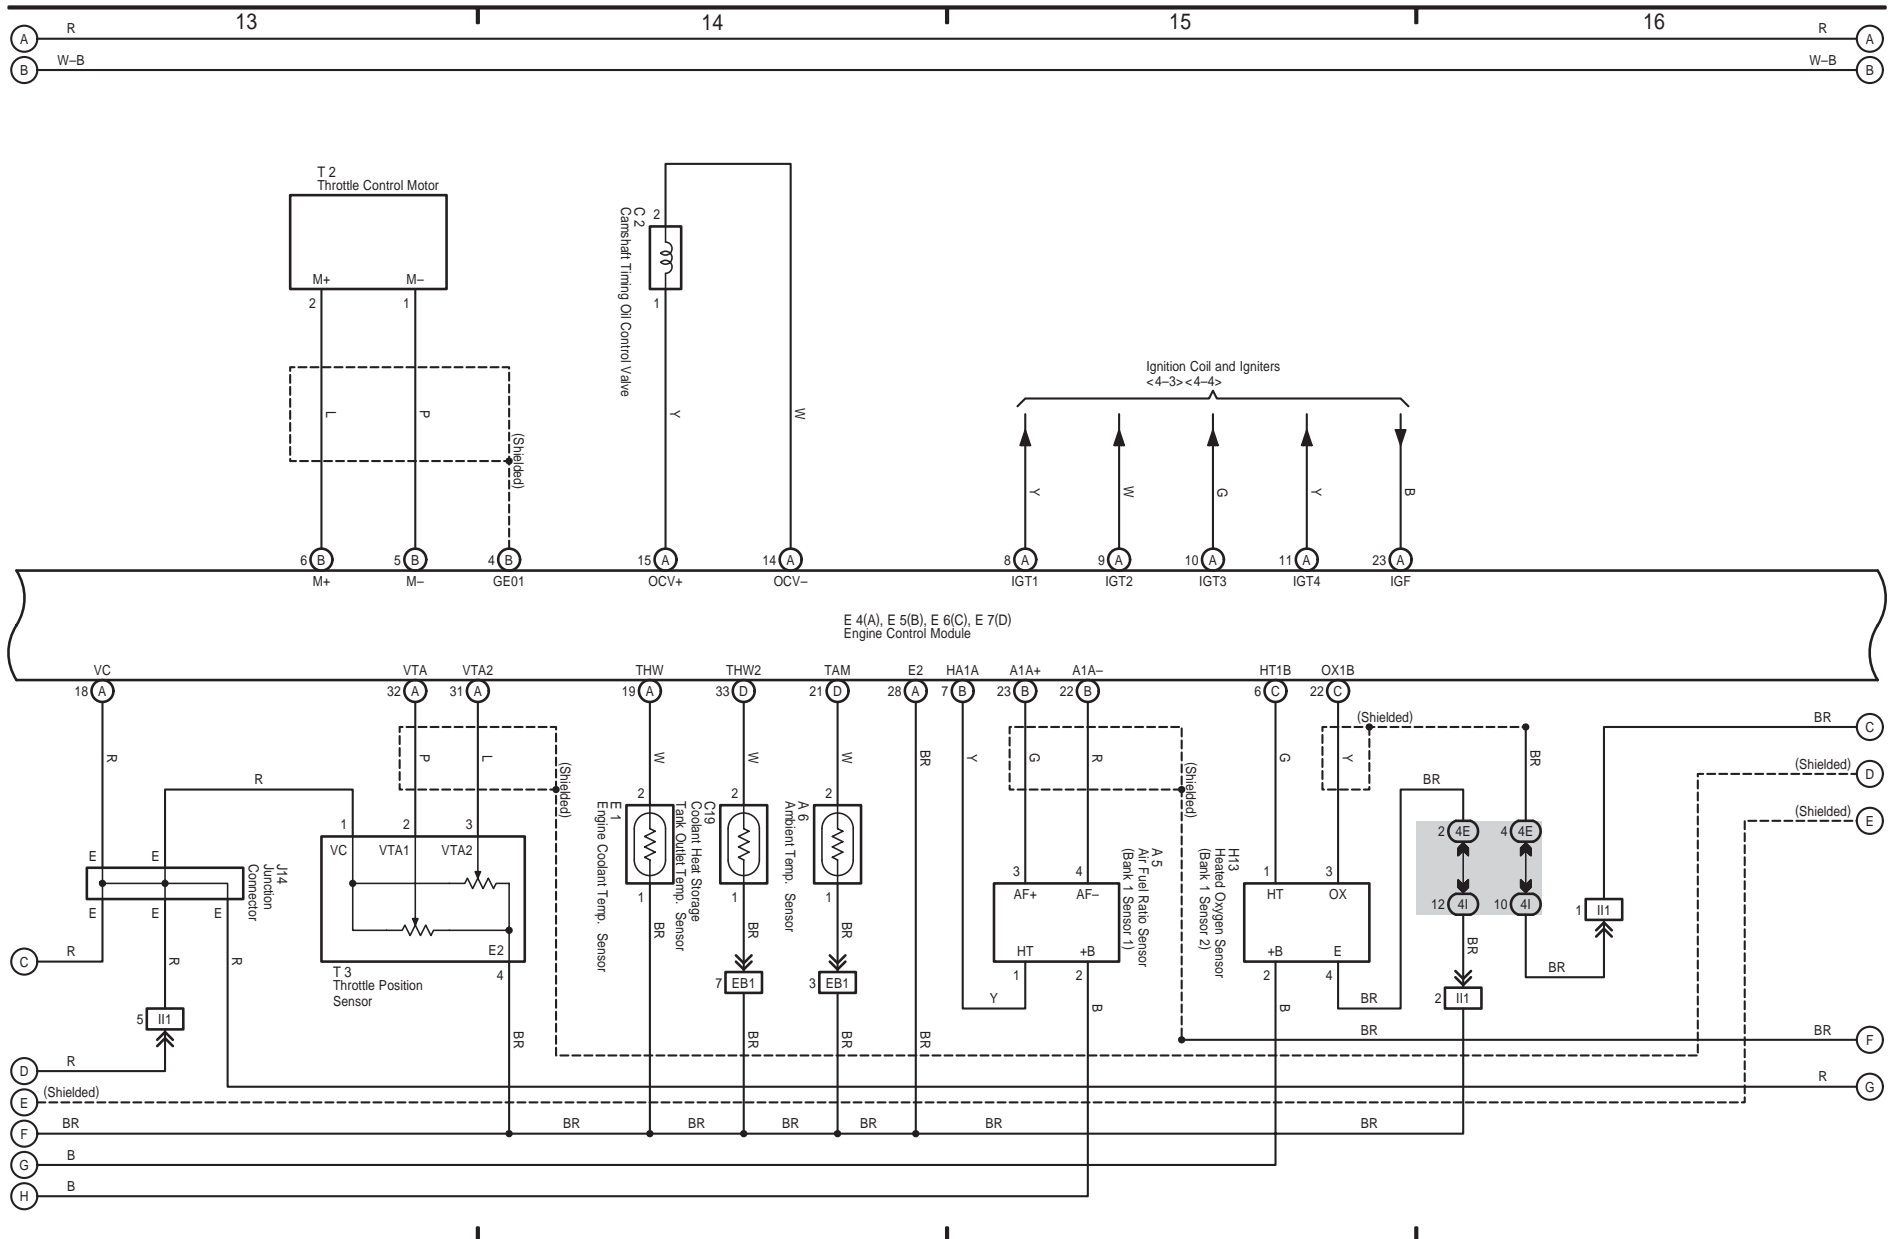 13 14 15 16
A R R A
B W–B W–B B
T 2
Throttle Control Motor
M+ M–
2 1
L P
(Shielded)
C 2
Camshaft Timing Oil Control Valve
2
1
Y W
Ignition Coil and Igniters
<4–3><4–4>
Y W G Y B
6 B 5 B 4 B 15 A 14 A 8 A 9 A 10 A 11 A 23 A
M+ M– GE01 OCV+ OCV– IGT1 IGT2 IGT3 IGT4 IGF
E 4(A), E 5(B), E 6(C), E 7(D)
Engine Control Module
VC VTA VTA2 THW THW2 TAM E2 HA1A A1A+ A1A– HT1B OX1B
18 A 32 A 31 A 19 A 33 D 21 D 28 A 7 B 23 B 22 B 6 C 22 C
(Shielded)
BR C
R P L W W W BR Y G R G Y BR
(Shielded) D
(Shielded)
(Shielded)
R
BR
2 2 2
(Shielded) E
1 2 3
VC VTA1 VTA2
E2
4
T 3
Throttle Position
Sensor
E 1
Engine Coolant Temp. Sensor
C19
Coolant Heat Storage
Tank Outlet Temp. Sensor
A 6
Ambient Temp. Sensor
1 1 1
BR BR BR
7 EB1
3 EB1
A 5
Air Fuel Ratio Sensor
(Bank 1 Sensor 1)
3 4
AF+ AF–
HT +B
1 2
Y B
H13
Heated Oxygen Sensor
(Bank 1 Sensor 2)
1 3
HT OX
+B E
2 4
B BR
2 4E 4 4E
12 4I 10 4I
BR BR
1 II1
2 II1
E E
J14
Junction
Connector
E E E
C R
R R
5 II1
BR BR BR BR
BR BR F
D R
R G
E (Shielded)
F BR BR BR BR BR BR BR
G B
H B